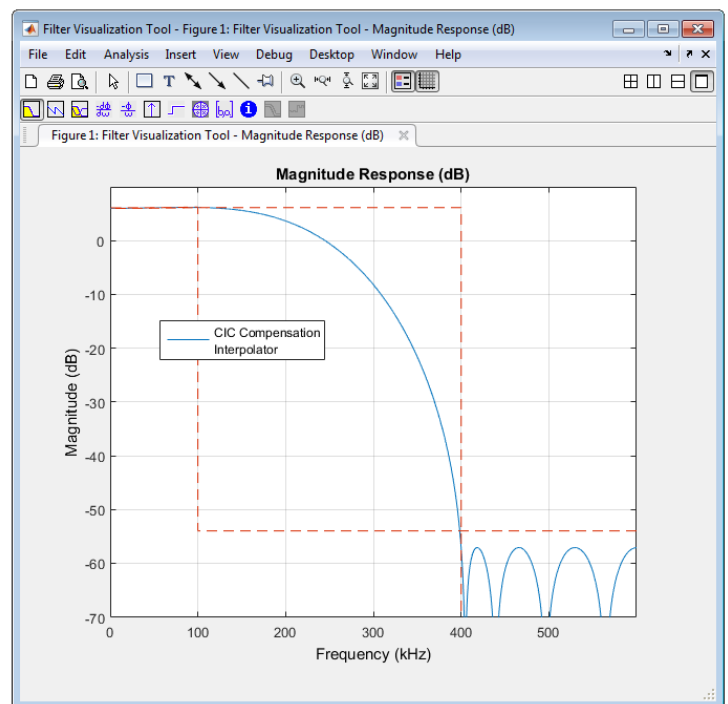 Filter Visualization Tool - Figure 1: Filter Visualization Tool - Magnitude Response (dB)
File Edit Analysis Insert View Debug Desktop Window Help
Figure 1: Filter Visualization Tool - Magnitude Response (dB)
Magnitude Response (dB)
Magnitude (dB)
0
-10
-20
-30
-40
-50
-60
-70
CIC Compensation
Interpolator
0 100 200 300 400 500
Frequency (kHz)